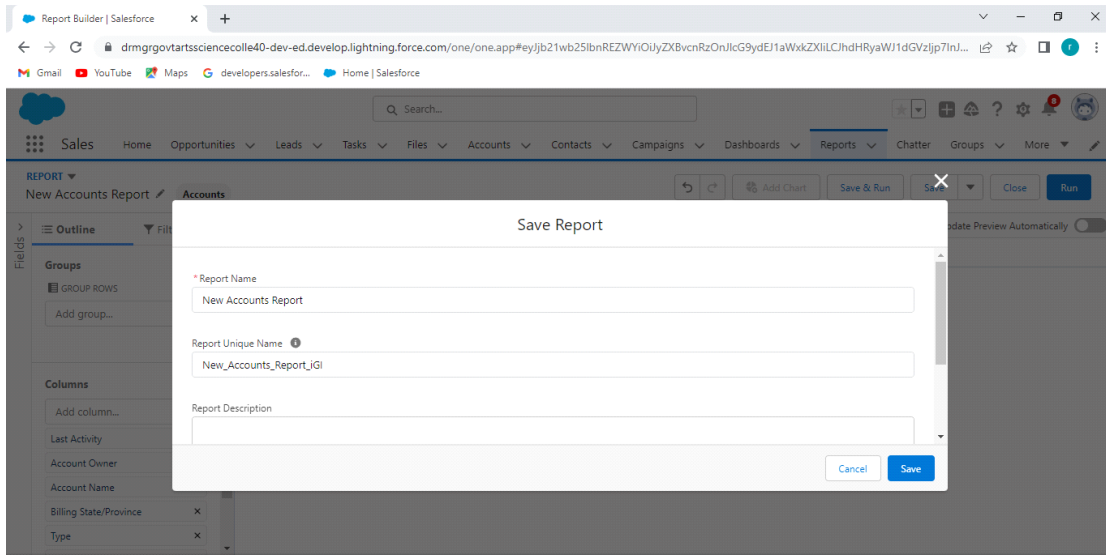 Report Builder | Salesforce
drmgrgovtartssciencecolle40-dev-ed.develop.lightning.force.com/one/one.app#eyJjb21wb25lbnREZWYiOiJyZXBvcnRzOnJlcG9ydEJ1aWxkZXIiLCJhdHRyaWJ1dGVzIjp7InJ...
r
Gmail YouTube Maps developers.salesfor... Home | Salesforce
Search...
8
Sales Home Opportunities Leads Tasks Files Accounts Contacts Campaigns Dashboards Reports Chatter Groups More
REPORT
New Accounts Report Accounts
Add Chart Save & Run Save Close Run
Fields
Outline Filt
pdate Preview Automatically
Groups
GROUP ROWS
Add group...
Columns
Add column...
Last Activity
Account Owner
Account Name
Billing State/Province
Type
Save Report
* Report Name
New Accounts Report
Report Unique Name
New_Accounts_Report_iGI
Report Description
Cancel Save